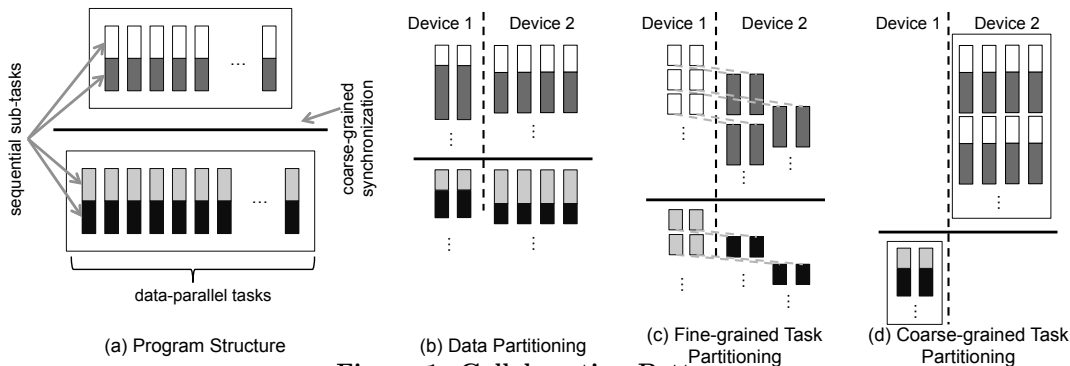 sequential sub-tasks
...
coarse-grained
synchronization
...
data-parallel tasks
(a) Program Structure
Device 1 Device 2
...
...
...
...
(b) Data Partitioning
Device 1 Device 2
...
...
...
...
...
...
(c) Fine-grained Task
Partitioning
Device 1 Device 2
...
...
(d) Coarse-grained Task
Partitioning